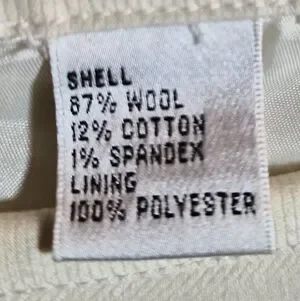 SHELL
87% WOOL
12% COTTON
1% SPANDEX
LINING
100% POLYESTER